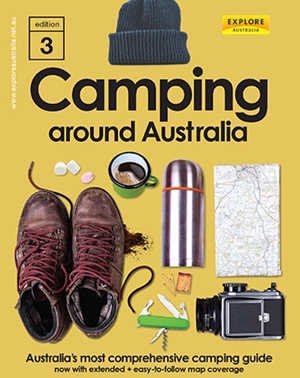 www.exploreaustralia.net.au
edition
3
EXPLORE
AUSTRALIA
Camping
around Australia
Australia's most comprehensive camping guide
now with extended + easy-to-follow map coverage